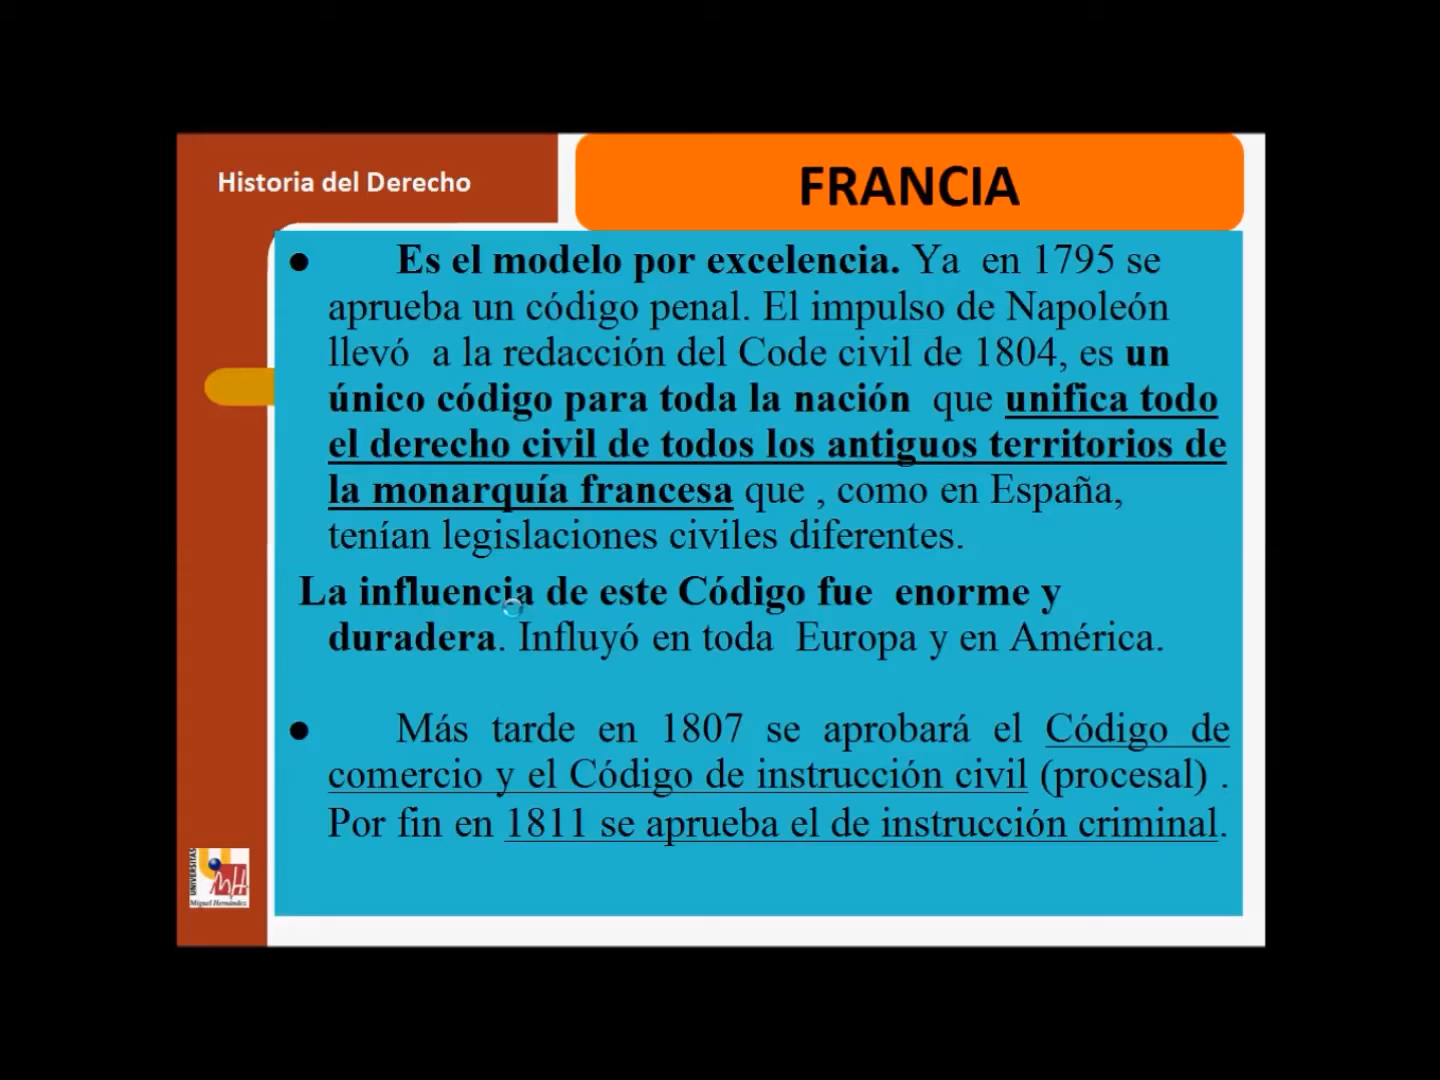 Historia del Derecho
FRANCIA
● Es el modelo por excelencia. Ya en 1795 se
aprueba un código penal. El impulso de Napoleón
llevó a la redacción del Code civil de 1804, es un
único código para toda la nación que unifica todo
el derecho civil de todos los antiguos territorios de
la monarquía francesa que , como en España,
tenían legislaciones civiles diferentes.
La influencia de este Código fue enorme y
duradera. Influyó en toda Europa y en América.
● Más tarde en 1807 se aprobará el Código de
comercio y el Código de instrucción civil (procesal) .
Por fin en 1811 se aprueba el de instrucción criminal.
UNIVERSITAS
Miguel Hernández